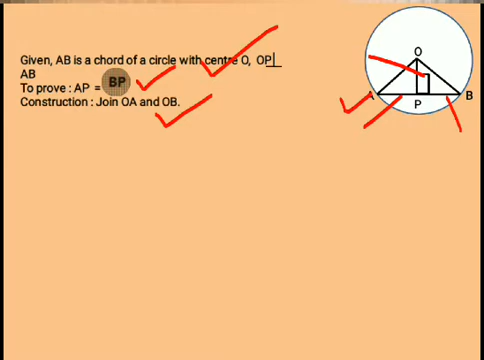 Given, AB is a chord of a circle with centre O, OP⊥
AB
To prove : AP = BP
Construction : Join OA and OB.
O
A
B
P